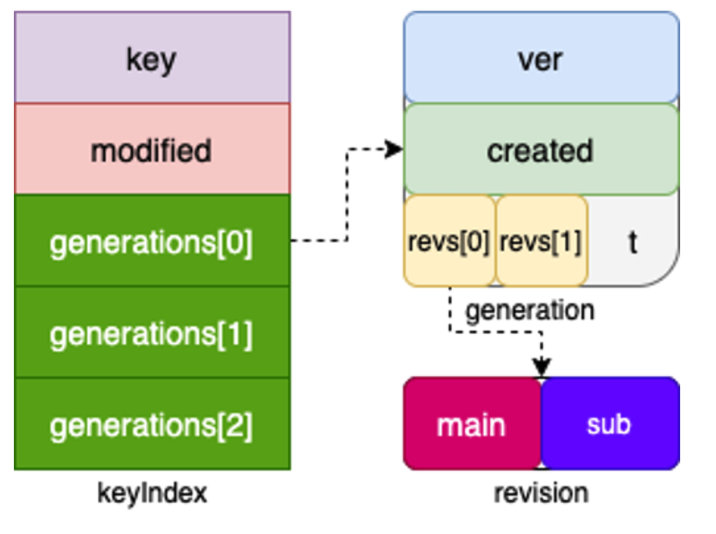 key
modified
generations[0]
generations[1]
generations[2]
keyIndex
ver
created
revs[0] revs[1] t
generation
main sub
revision